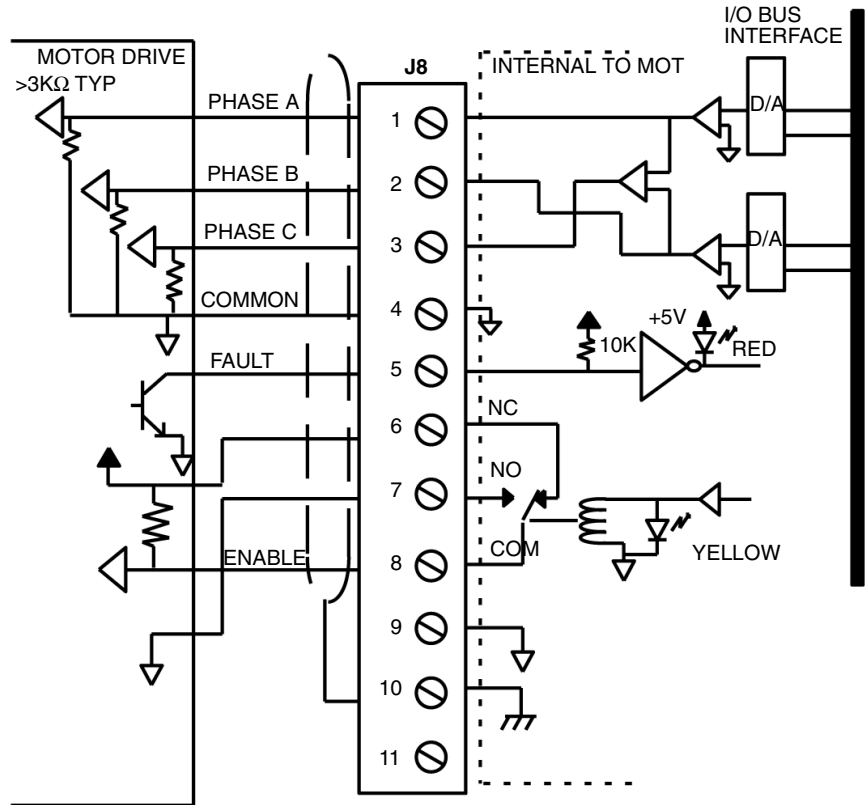 I/O BUS
INTERFACE
MOTOR DRIVE
>3KΩ TYP
J8
INTERNAL TO MOT
PHASE A
1
D/A
PHASE B
2
PHASE C
3
D/A
COMMON
4
+5V
10K
RED
FAULT
5
NC
6
NO
7
COM
YELLOW
ENABLE
8
9
10
11